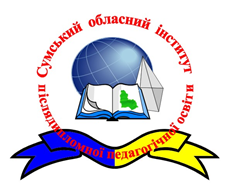 Сумський обласний інститут
післядипломної педагогічної освіти